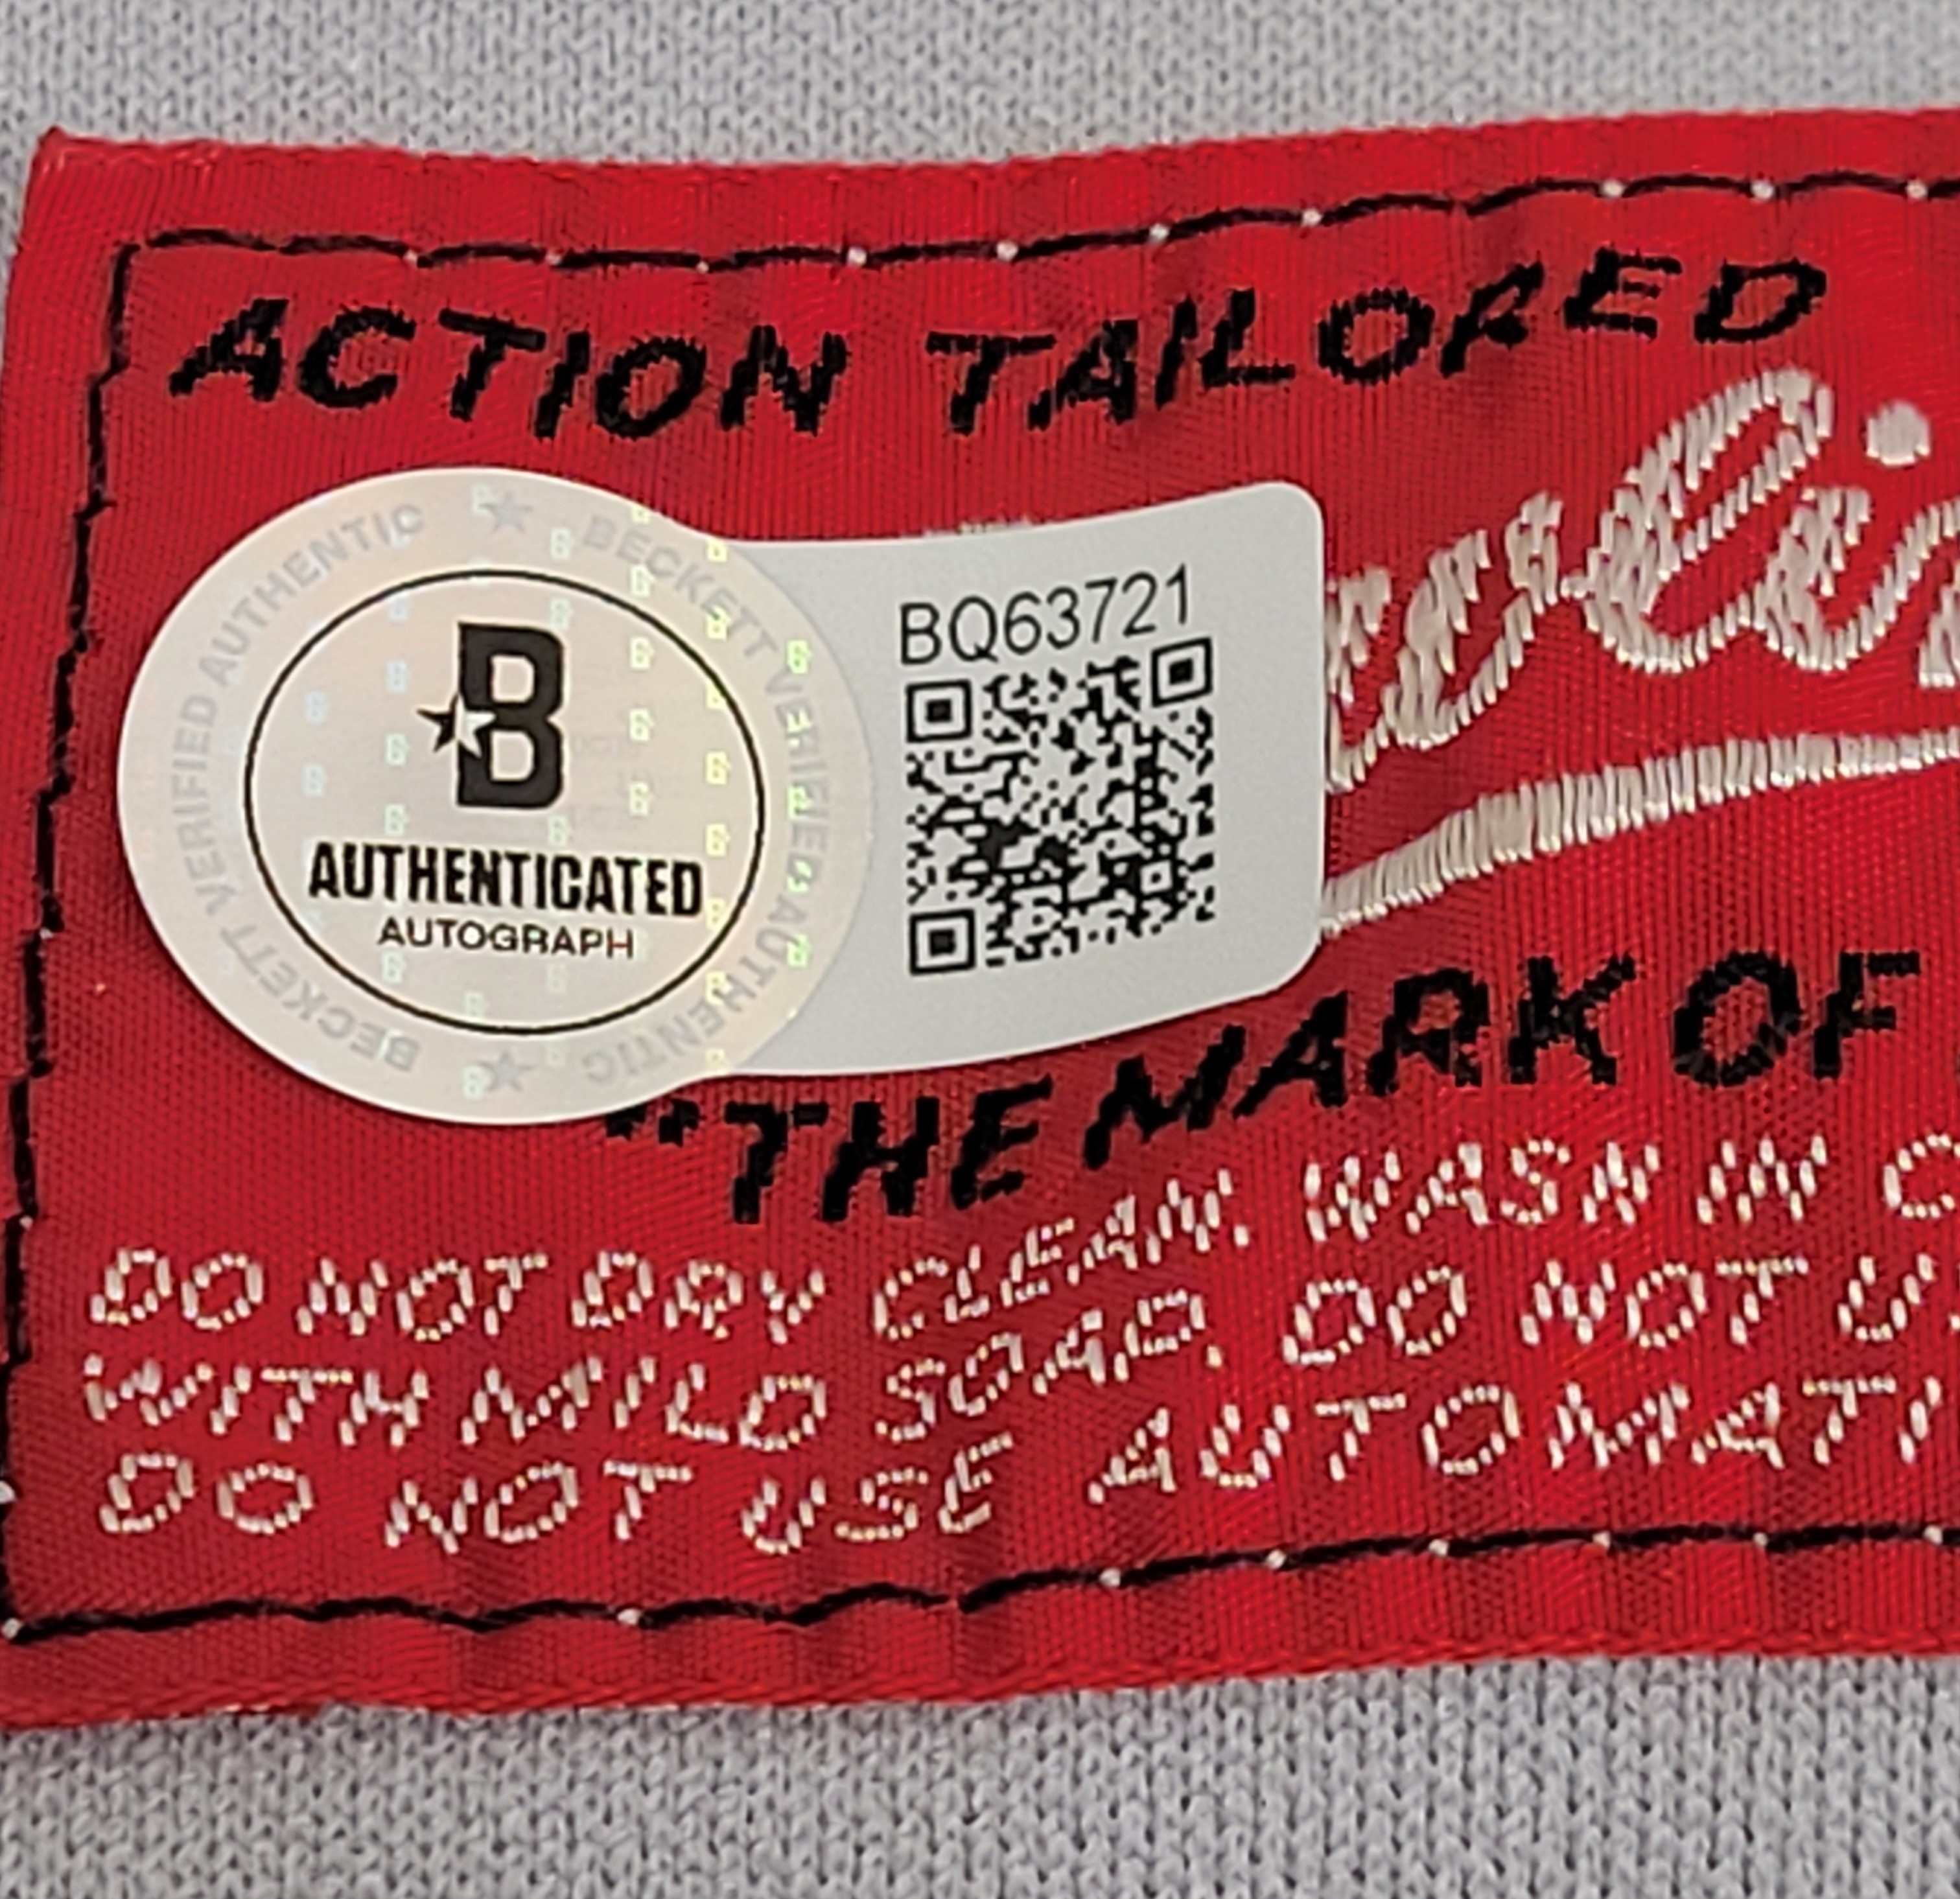 ACTION TAILORED
BECKETT VERIFIED AUTHENTIC ★ BECKETT VERIFIED AUTHENTIC ★
B
AUTHENTICATED
AUTOGRAPH
BQ63721
"THE MARK OF
DO NOT DRY CLEAN. WASH IN
WITH MILD SOAP. DO NOT
DO NOT USE AUTOMATI